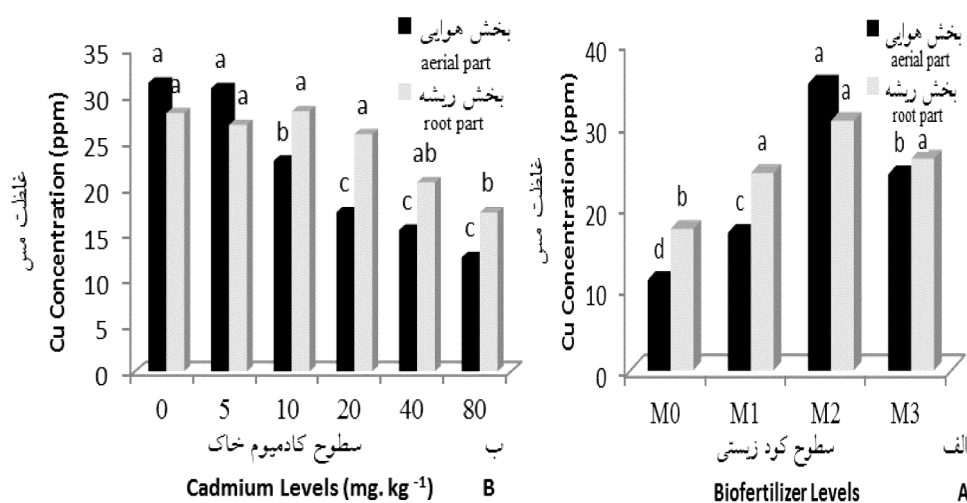 بخش هوایی
aerial part
بخش ریشه
root part
Cu Concentration (ppm)
غلظت مس
35
30
25
20
15
10
5
0
a a a a b a c a c ab c b
0 5 10 20 40 80
سطوح کادمیوم خاک
ب
Cadmium Levels (mg. kg -1) B
بخش هوایی
aerial part
بخش ریشه
root part
Cu Concentration (ppm)
غلظت مس
40
30
20
10
0
d b c a a a b a
M0 M1 M2 M3
سطوح کود زیستی
الف
Biofertilizer Levels A